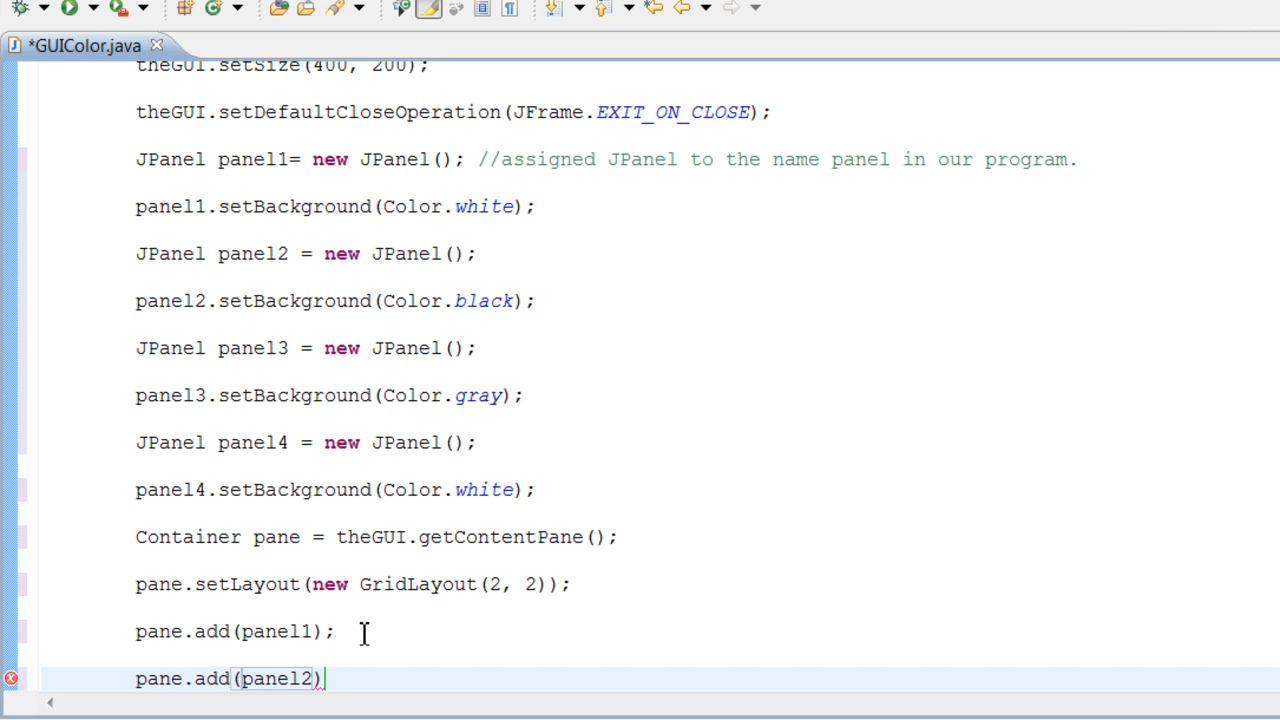 *GUIColor.java
theGUI.setSize(400, 200);
theGUI.setDefaultCloseOperation(JFrame.EXIT_ON_CLOSE);
JPanel panel1= new JPanel(); //assigned JPanel to the name panel in our program.
panel1.setBackground(Color.white);
JPanel panel2 = new JPanel();
panel2.setBackground(Color.black);
JPanel panel3 = new JPanel();
panel3.setBackground(Color.gray);
JPanel panel4 = new JPanel();
panel4.setBackground(Color.white);
Container pane = theGUI.getContentPane();
pane.setLayout(new GridLayout(2, 2));
pane.add(panel1);
pane.add(panel2)